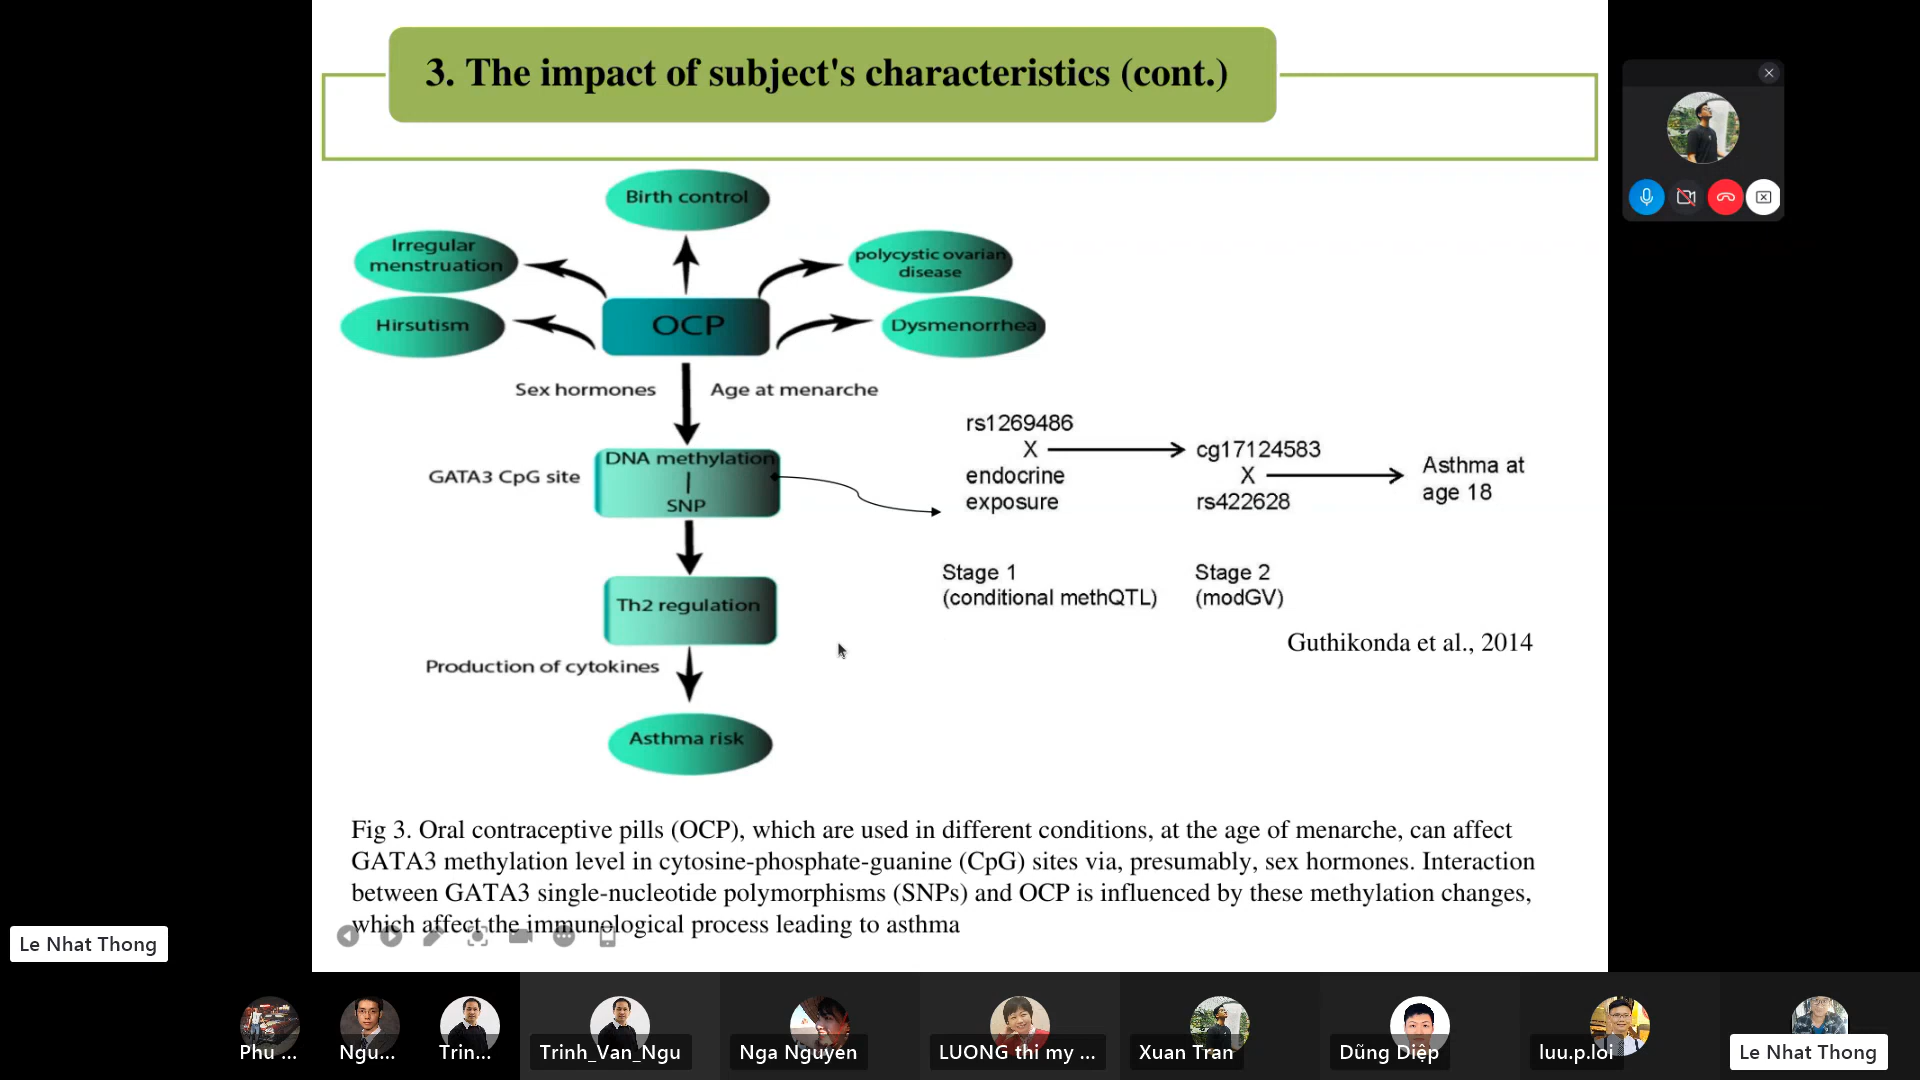 3. The impact of subject's characteristics (cont.)
Birth control
Irregular
menstruation
polycystic ovarian
disease
Hirsutism
OCP
Dysmenorrhea
Sex hormones
Age at menarche
GATA3 CpG site
DNA methylation
SNP
rs1269486
X
endocrine
exposure
cg17124583
X
rs422628
Asthma at
age 18
Stage 1
(conditional methQTL)
Stage 2
(modGV)
Th2 regulation
Guthikonda et al., 2014
Production of cytokines
Asthma risk
Fig 3. Oral contraceptive pills (OCP), which are used in different conditions, at the age of menarche, can affect
GATA3 methylation level in cytosine-phosphate-guanine (CpG) sites via, presumably, sex hormones. Interaction
between GATA3 single-nucleotide polymorphisms (SNPs) and OCP is influenced by these methylation changes,
which affect the immunological process leading to asthma
Le Nhat Thong
Phu ...
Ngu...
Trin...
Trinh_Van_Ngu
Nga Nguyen
LUONG thi my ...
Xuan Tran
Dũng Diệp
luu.p.loi
Le Nhat Thong